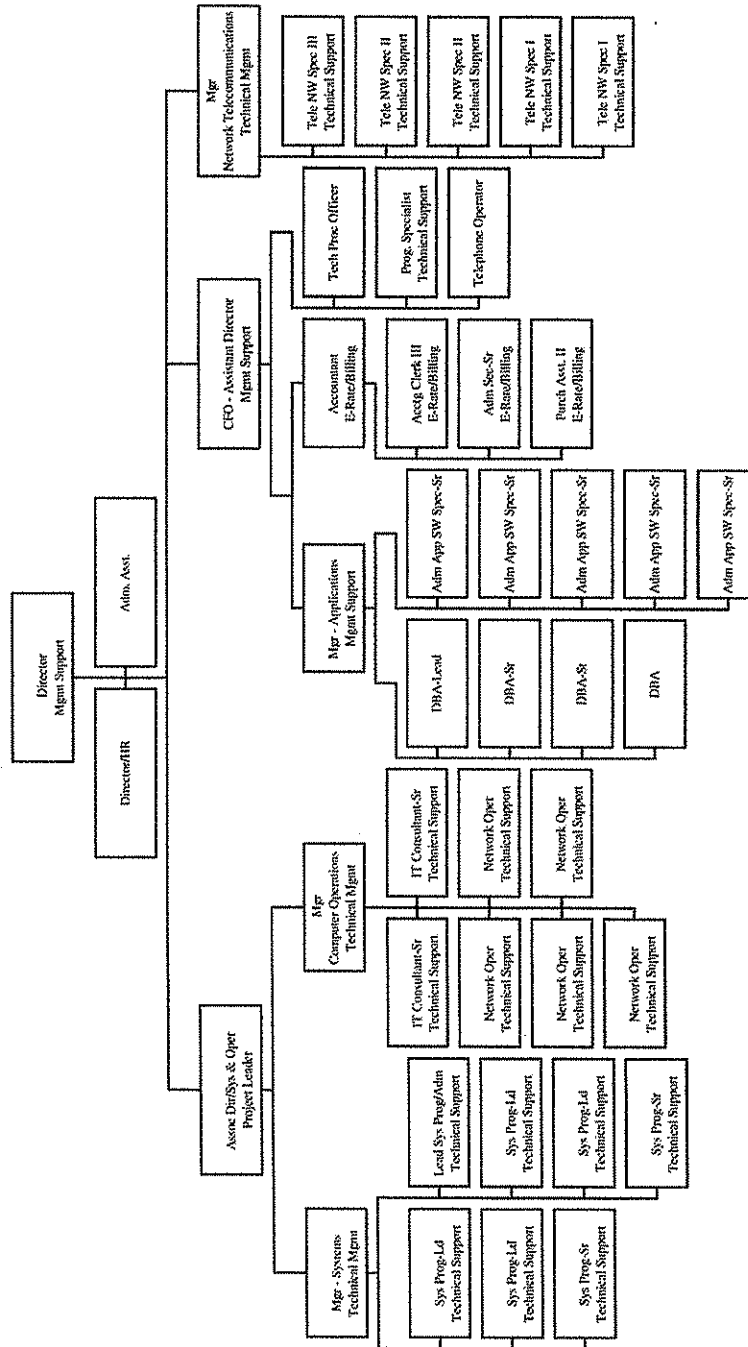 Director
Mgmt Support
Director/HR
Adm. Asst.
Assoc Dir/Sys & Oper
Project Leader
CFO - Assistant Director
Mgmt Support
Mgr
Network Telecommunications
Technical Mgmt
Mgr - Systems
Technical Mgmt
Mgr
Computer Operations
Technical Mgmt
Mgr - Applications
Mgmt Support
Accountant
E-Rate/Billing
Tech Proc Officer
Prog. Specialist
Technical Support
Telephone Operator
Tele NW Spec III
Technical Support
Tele NW Spec II
Technical Support
Tele NW Spec II
Technical Support
Tele NW Spec I
Technical Support
Tele NW Spec I
Technical Support
Sys Prog-Ld
Technical Support
Sys Prog-Ld
Technical Support
Sys Prog-Sr
Technical Support
Lead Sys Prog/Adm
Technical Support
Sys Prog-Ld
Technical Support
Sys Prog-Ld
Technical Support
Sys Prog-Sr
Technical Support
IT Consultant-Sr
Technical Support
Network Oper
Technical Support
Network Oper
Technical Support
Network Oper
Technical Support
IT Consultant-Sr
Technical Support
Network Oper
Technical Support
Network Oper
Technical Support
DBA-Lead
DBA-Sr
DBA-Sr
DBA
Adm App SW Spec-Sr
Adm App SW Spec-Sr
Adm App SW Spec-Sr
Adm App SW Spec-Sr
Adm App SW Spec-Sr
Acctg Clerk III
E-Rate/Billing
Adm Sec-Sr
E-Rate/Billing
Purch Asst. II
E-Rate/Billing